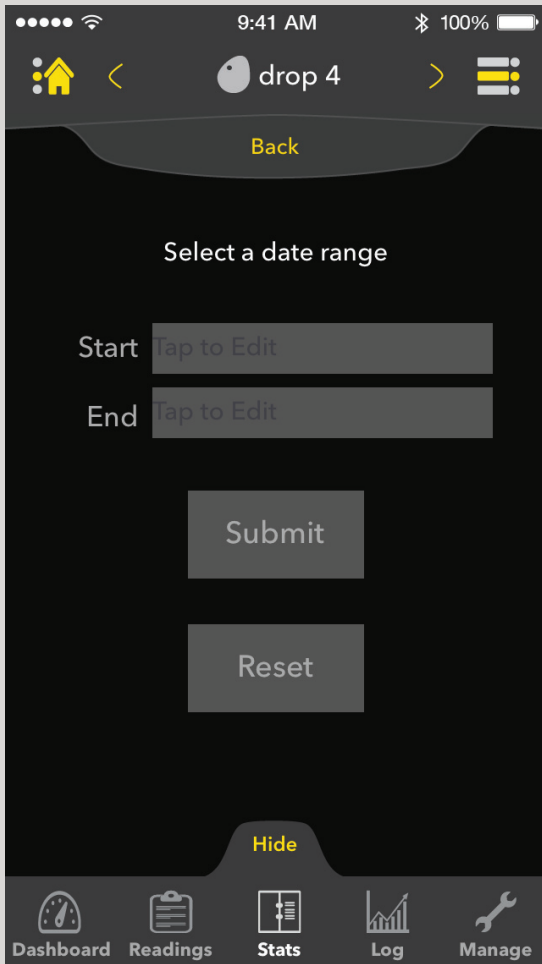 9:41 AM
100%
drop 4
Back
Select a date range
Start Tap to Edit
End Tap to Edit
Submit
Reset
Hide
Dashboard Readings Stats Log Manage